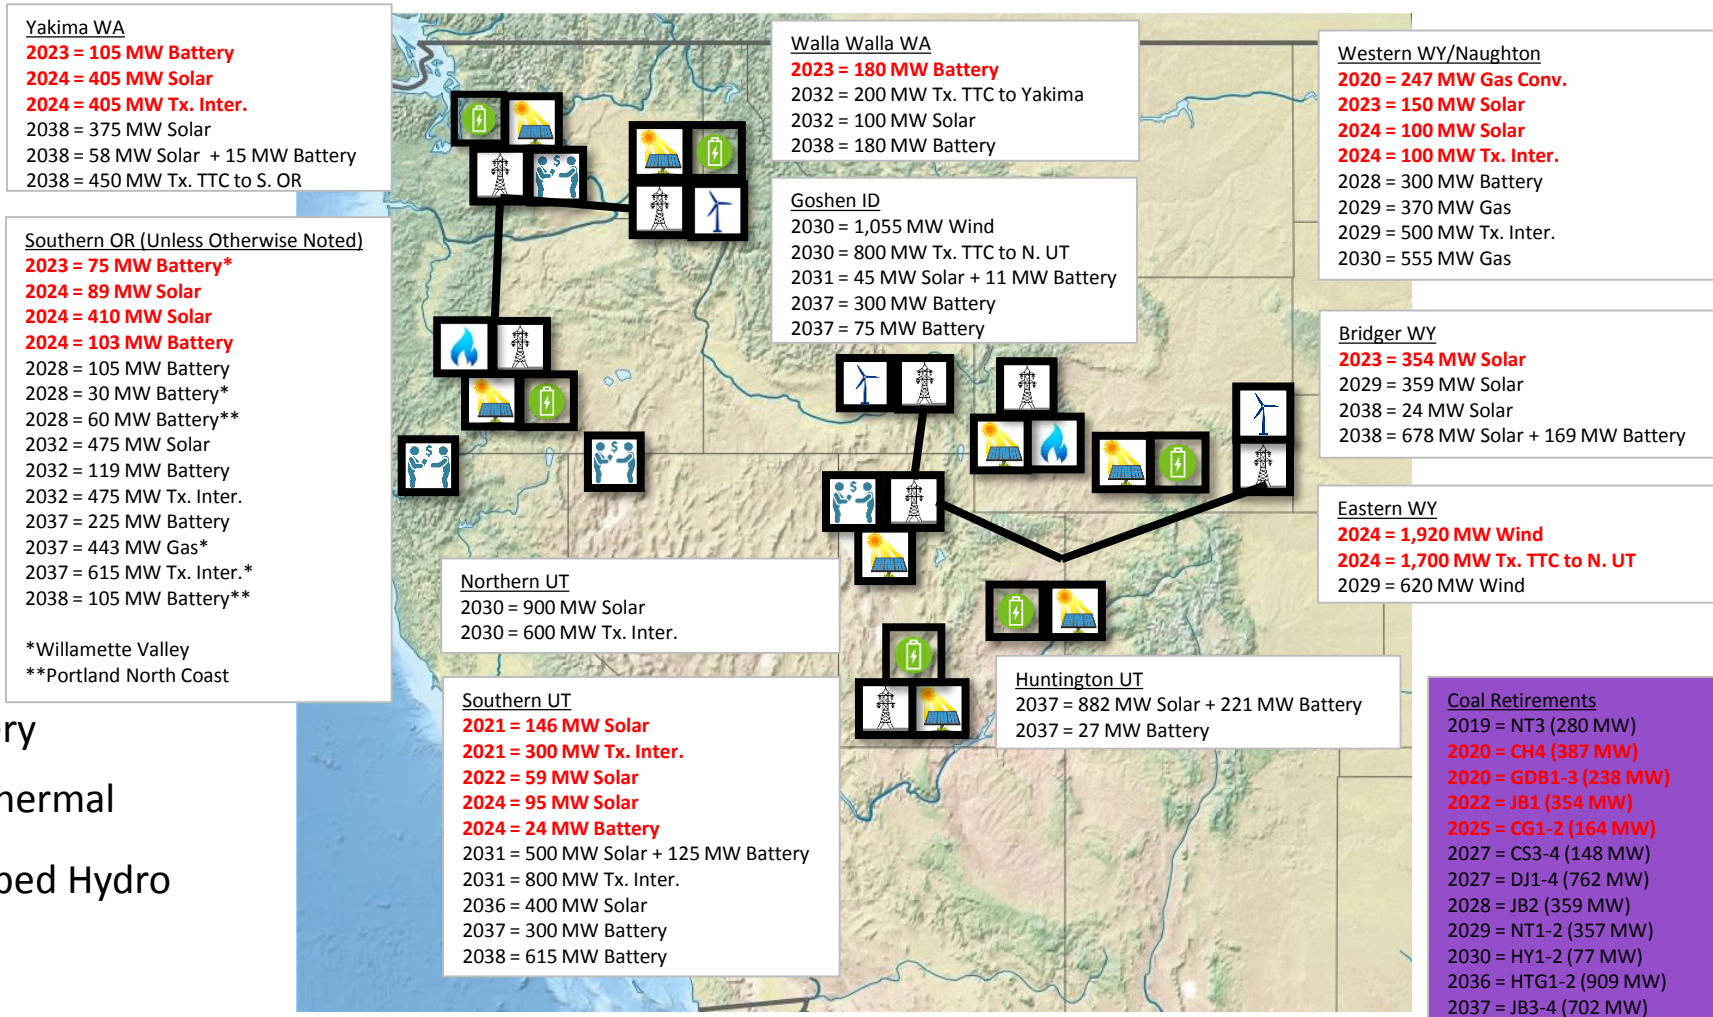 Yakima WA
2023 = 105 MW Battery
2024 = 405 MW Solar
2024 = 405 MW Tx. Inter.
2038 = 375 MW Solar
2038 = 58 MW Solar + 15 MW Battery
2038 = 450 MW Tx. TTC to S. OR
Walla Walla WA
2023 = 180 MW Battery
2032 = 200 MW Tx. TTC to Yakima
2032 = 100 MW Solar
2038 = 180 MW Battery
Western WY/Naughton
2020 = 247 MW Gas Conv.
2023 = 150 MW Solar
2024 = 100 MW Solar
2024 = 100 MW Tx. Inter.
2028 = 300 MW Battery
2029 = 370 MW Gas
2029 = 500 MW Tx. Inter.
2030 = 555 MW Gas
Goshen ID
2030 = 1,055 MW Wind
2030 = 800 MW Tx. TTC to N. UT
2031 = 45 MW Solar + 11 MW Battery
2037 = 300 MW Battery
2037 = 75 MW Battery
Southern OR (Unless Otherwise Noted)
2023 = 75 MW Battery*
2024 = 89 MW Solar
2024 = 410 MW Solar
2024 = 103 MW Battery
2028 = 105 MW Battery
2028 = 30 MW Battery*
2028 = 60 MW Battery**
2032 = 475 MW Solar
2032 = 119 MW Battery
2032 = 475 MW Tx. Inter.
2037 = 225 MW Battery
2037 = 443 MW Gas*
2037 = 615 MW Tx. Inter.*
2038 = 105 MW Battery**
*Willamette Valley
**Portland North Coast
Bridger WY
2023 = 354 MW Solar
2029 = 359 MW Solar
2038 = 24 MW Solar
2038 = 678 MW Solar + 169 MW Battery
Eastern WY
2024 = 1,920 MW Wind
2024 = 1,700 MW Tx. TTC to N. UT
2029 = 620 MW Wind
Northern UT
2030 = 900 MW Solar
2030 = 600 MW Tx. Inter.
Huntington UT
2037 = 882 MW Solar + 221 MW Battery
2037 = 27 MW Battery
Southern UT
2021 = 146 MW Solar
2021 = 300 MW Tx. Inter.
2022 = 59 MW Solar
2024 = 95 MW Solar
2024 = 24 MW Battery
2031 = 500 MW Solar + 125 MW Battery
2031 = 800 MW Tx. Inter.
2036 = 400 MW Solar
2037 = 300 MW Battery
2038 = 615 MW Battery
Coal Retirements
2019 = NT3 (280 MW)
2020 = CH4 (387 MW)
2020 = GDB1-3 (238 MW)
2022 = JB1 (354 MW)
2025 = CG1-2 (164 MW)
2027 = CS3-4 (148 MW)
2027 = DJ1-4 (762 MW)
2028 = JB2 (359 MW)
2029 = NT1-2 (357 MW)
2030 = HY1-2 (77 MW)
2036 = HTG1-2 (909 MW)
2037 = JB3-4 (702 MW)
ry
hermal
ped Hydro